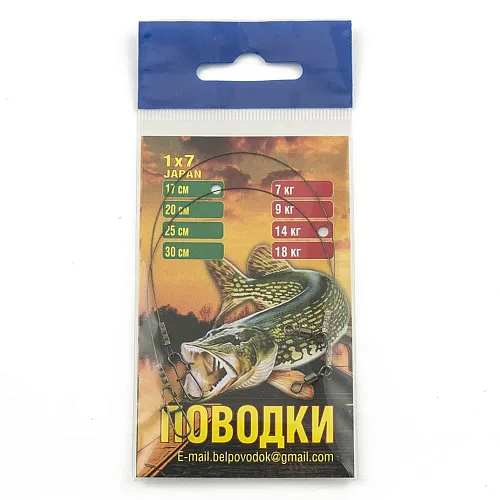 1x7
JAPAN
17 см 7 кг
20 см 9 кг
25 см 14 кг
30 см 18 кг
ПОВОДКИ
E-mail.belpovodok@gmail.com